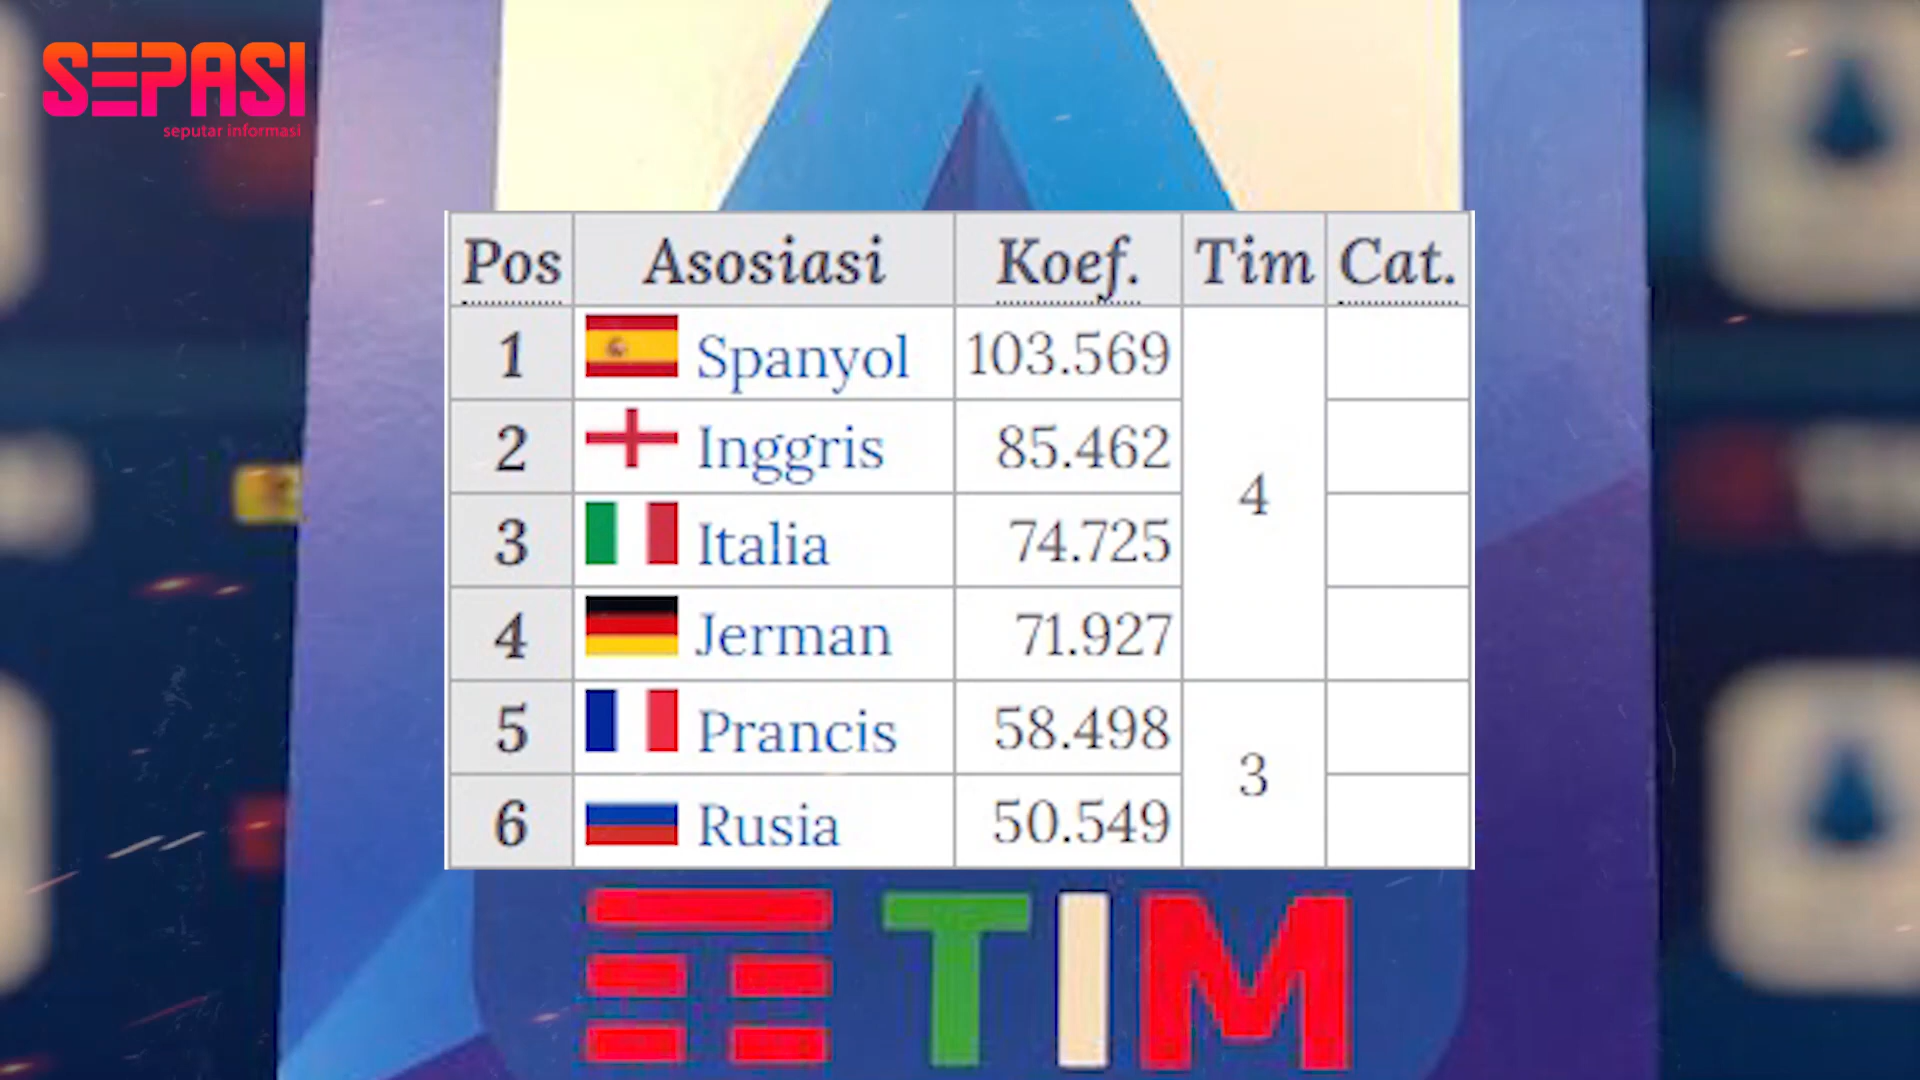 SEPASI
seputar informasi
Pos Asosiasi Koef. Tim Cat.
1 Spanyol 103.569 4
2 Inggris 85.462
3 Italia 74.725
4 Jerman 71.927
5 Prancis 58.498 3
6 Rusia 50.549
TIM